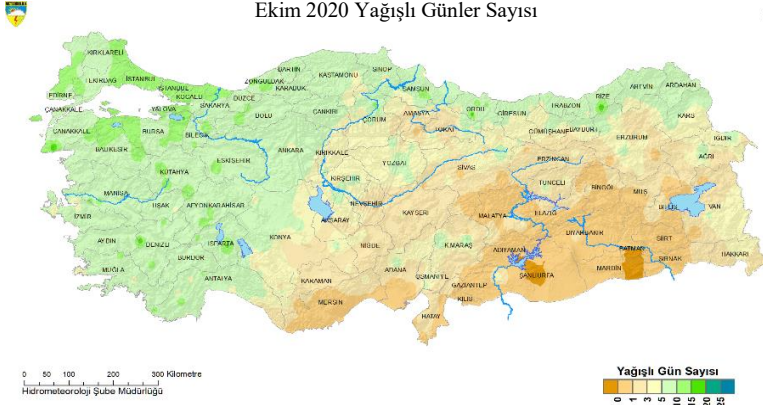 Ekim 2020 Yağışlı Günler Sayısı
KIRKLARELİ
BARTIN
KASTAMONU
SİNOP
ZONGULDAK
KARABÜK
TEKİRDAĞ
İSTANBUL
İSTANBUL
SAMSUN
ARTVİN
ARDAHAN
EDİRNE
KOCAELİ
DÜZCE
RİZE
ÇANAKKALE
YALOVA
SAKARYA
ÇANKIRI
ÇORUM
AMASYA
ORDU
GİRESUN
TRABZON
KARS
BOLU
ÇANAKKALE
BURSA
BİLECİK
TOKAT
GÜMÜŞHANE
BAYBURT
ERZURUM
IĞDIR
BALIKESİR
ESKİŞEHİR
ANKARA
KIRIKKALE
YOZGAT
SİVAS
ERZİNCAN
AĞRI
KÜTAHYA
KIRŞEHİR
TUNCELİ
BİNGÖL
MUŞ
MANİSA
UŞAK
AFYONKARAHİSAR
NEVŞEHİR
KAYSERİ
MALATYA
ELAZIĞ
BİTLİS
VAN
İZMİR
AKSARAY
DİYARBAKIR
AYDIN
DENİZLİ
ISPARTA
KONYA
NİĞDE
K.MARAŞ
ADIYAMAN
BATMAN
SİİRT
HAKKARİ
BURDUR
MARDİN
ŞIRNAK
MUĞLA
ANTALYA
KARAMAN
ADANA
OSMANİYE
GAZİANTEP
ŞANLIURFA
MERSİN
KİLİS
HATAY
0 50 100 200 300 Kilometre
Hidrometeoroloji Şube Müdürlüğü
Yağışlı Gün Sayısı
0 1 3 5 10 15 20 25